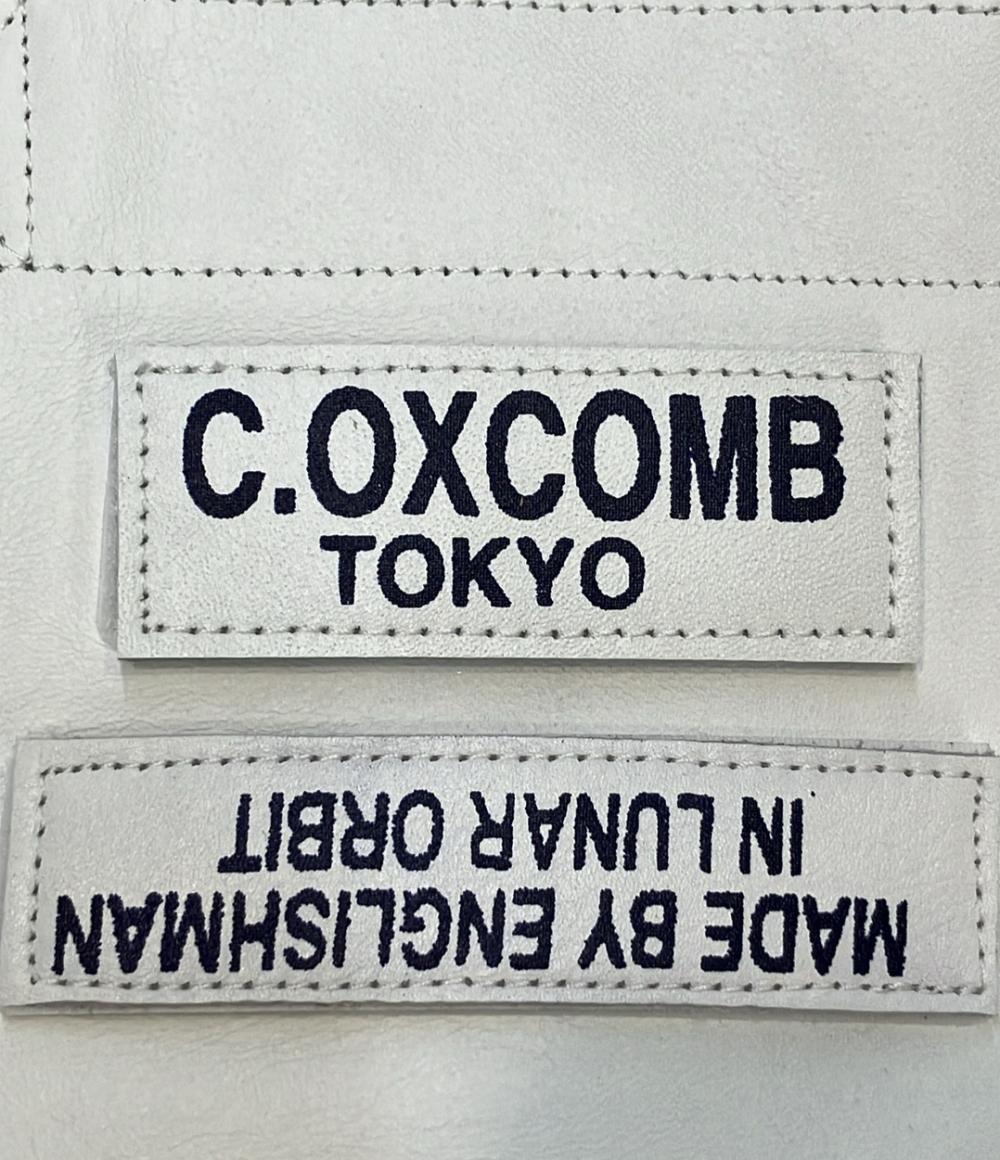 C.OXCOMB
TOKYO
MADE BY ENGLISHMAN
IN LUNAR ORBIT